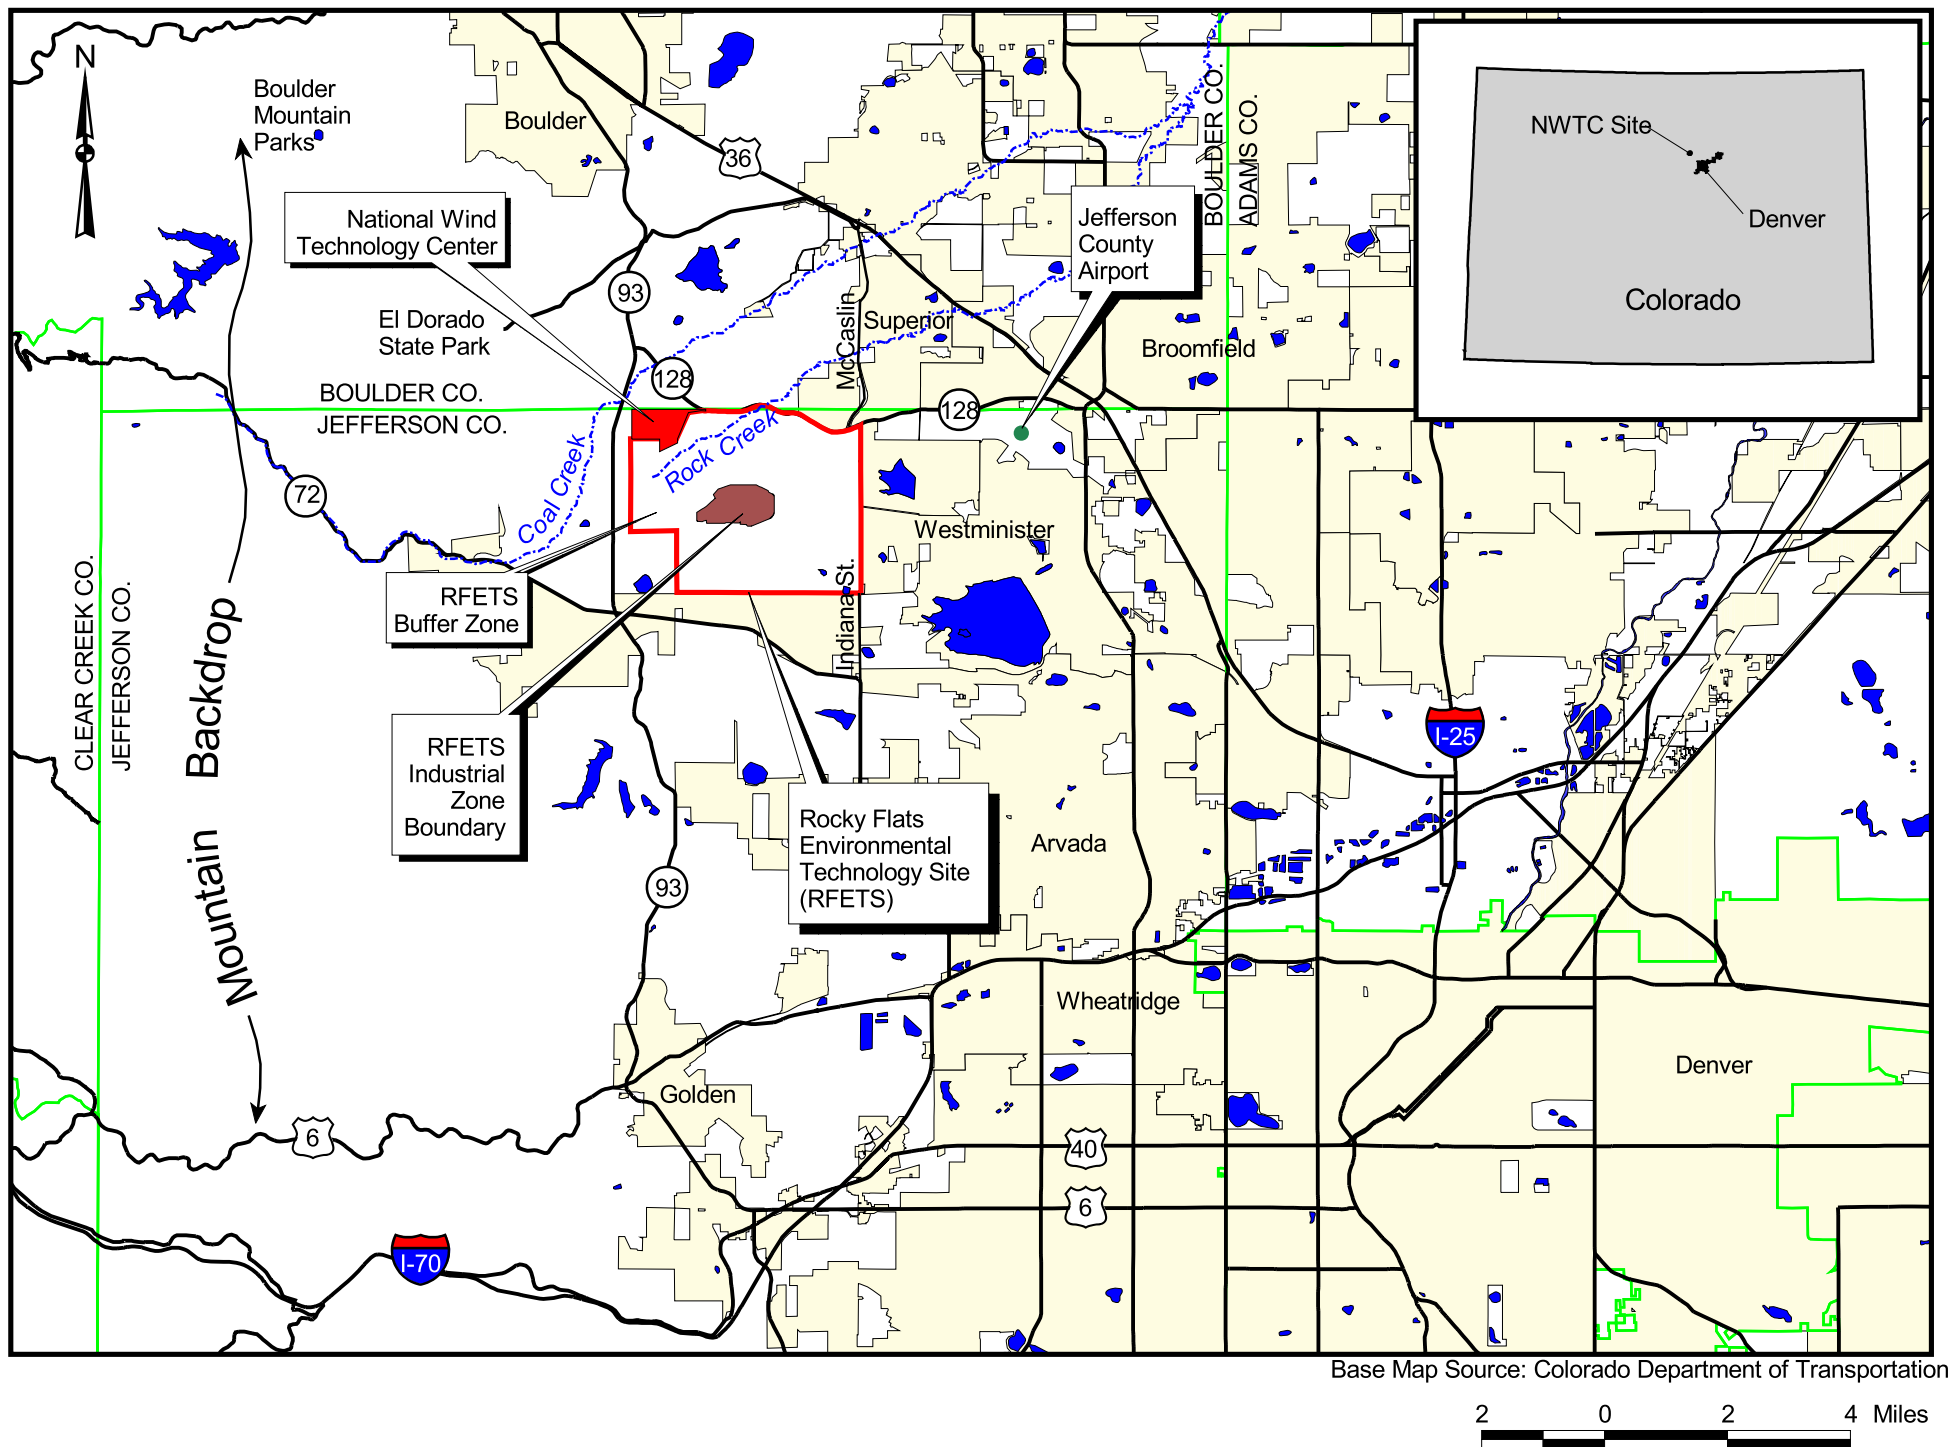 N
Boulder
Mountain
Parks
Boulder
36
National Wind
Technology Center
Jefferson
County
Airport
BOULDER CO.
ADAMS CO.
NWTC Site
Denver
Colorado
93
El Dorado
State Park
McCaslin
Superior
Broomfield
128
BOULDER CO.
JEFFERSON CO.
128
Rock Creek
Coal Creek
72
Westminister
CLEAR CREEK CO.
JEFFERSON CO.
Mountain Backdrop
RFETS
Buffer Zone
Indiana St.
RFETS
Industrial
Zone
Boundary
I-25
Rocky Flats
Environmental
Technology Site
(RFETS)
Arvada
93
Wheatridge
Denver
Golden
6
40
6
I-70
Base Map Source: Colorado Department of Transportation
2 0 2 4 Miles